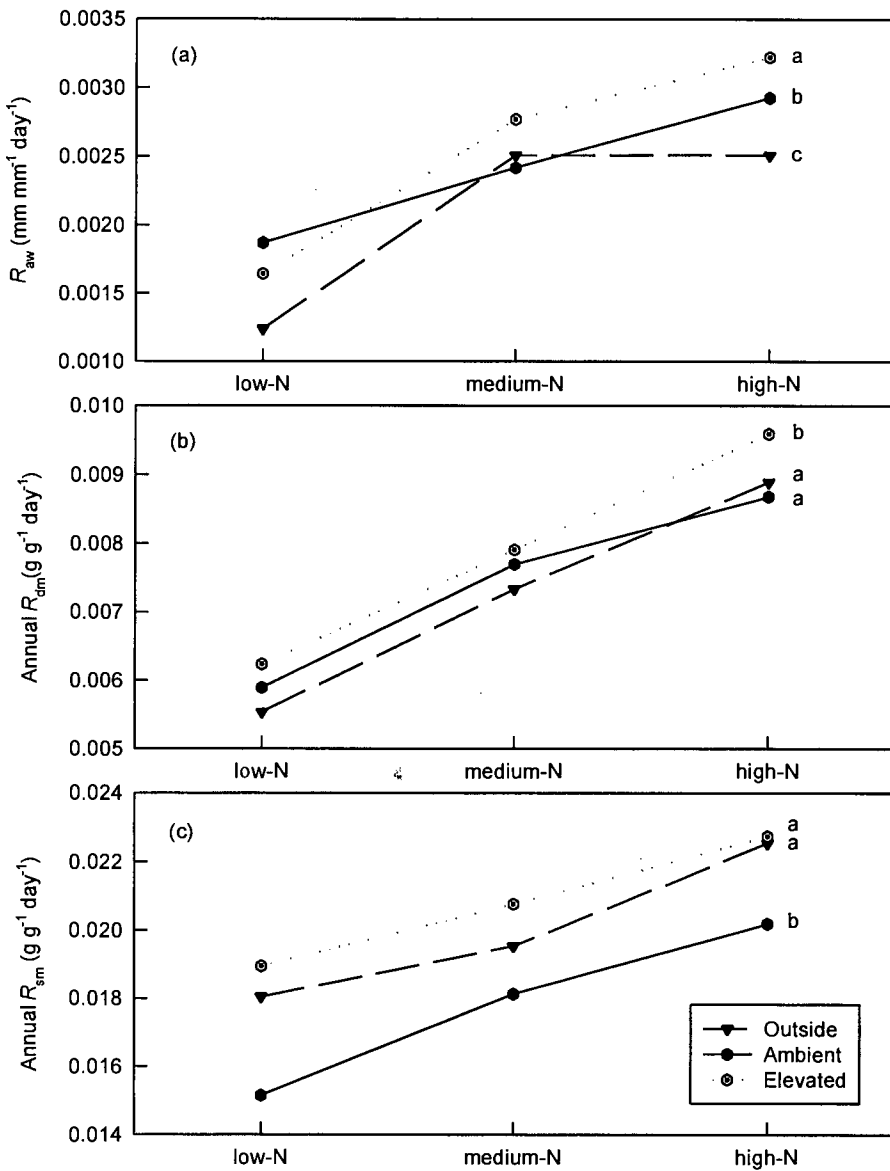 (a)
0.0035
0.0030
0.0025
0.0020
0.0015
0.0010
R_aw (mm mm⁻¹ day⁻¹)
a
b
c
low-N medium-N high-N
(b)
0.010
0.009
0.008
0.007
0.006
0.005
Annual R_dm (g g⁻¹ day⁻¹)
b
a
a
low-N medium-N high-N
(c)
0.024
0.022
0.020
0.018
0.016
0.014
Annual R_sm (g g⁻¹ day⁻¹)
a
a
b
Outside
Ambient
Elevated
low-N medium-N high-N